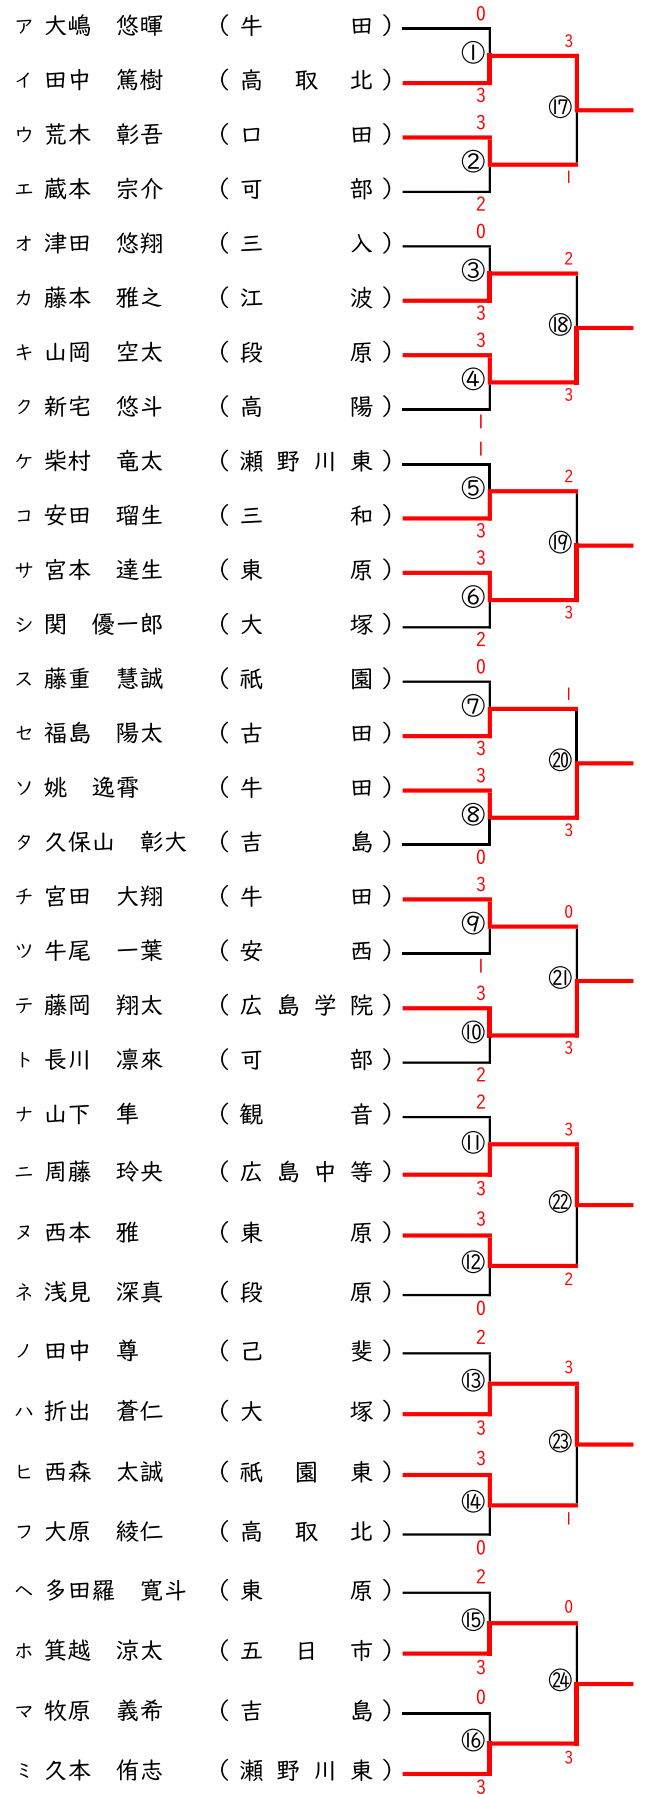 ア 大嶋 悠暉 （牛田） 0
① 3
イ 田中 篤樹 （高取北） 3
⑰
ウ 荒木 彰吾 （口田） 3
② 1
エ 蔵本 宗介 （可部） 2
オ 津田 悠翔 （三入） 0
③ 2
カ 藤本 雅之 （江波） 3
⑱
キ 山岡 空太 （段原） 3
④ 3
ク 新宅 悠斗 （高陽） 1
ケ 柴村 竜太 （瀬野川東） 1
⑤ 2
コ 安田 瑠生 （三和） 3
⑲
サ 宮本 達生 （東原） 3
⑥ 3
シ 関 優一郎 （大塚） 2
ス 藤重 慧誠 （祇園） 0
⑦ 1
セ 福島 陽太 （古田） 3
⑳
ソ 姚 逸霄 （牛田） 3
⑧ 3
タ 久保山 彰大 （吉島） 0
チ 宮田 大翔 （牛田） 3
⑨ 0
ツ 牛尾 一葉 （安西） 1
㉑
テ 藤岡 翔太 （広島学院） 3
⑩ 3
ト 長川 凛來 （可部） 2
ナ 山下 隼 （観音） 2
⑪ 3
ニ 周藤 玲央 （広島中等） 3
㉒
ヌ 西本 雅 （東原） 3
⑫ 2
ネ 浅見 深真 （段原） 0
ノ 田中 尊 （己斐） 2
⑬ 3
ハ 折出 蒼仁 （大塚） 3
㉓
ヒ 西森 太誠 （祇園東） 3
⑭ 1
フ 大原 綾仁 （高取北） 0
ヘ 多田羅 寛斗 （東原） 2
⑮ 0
ホ 箕越 涼太 （五日市） 3
㉔
マ 牧原 義希 （吉島） 0
⑯ 3
ミ 久本 侑志 （瀬野川東） 3